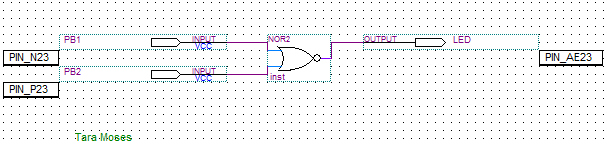 PB1 INPUT NOR2 OUTPUT LED
VCC
PIN_N23 PIN_AE23
PB2 INPUT
VCC inst
PIN_P23
Tara Moses